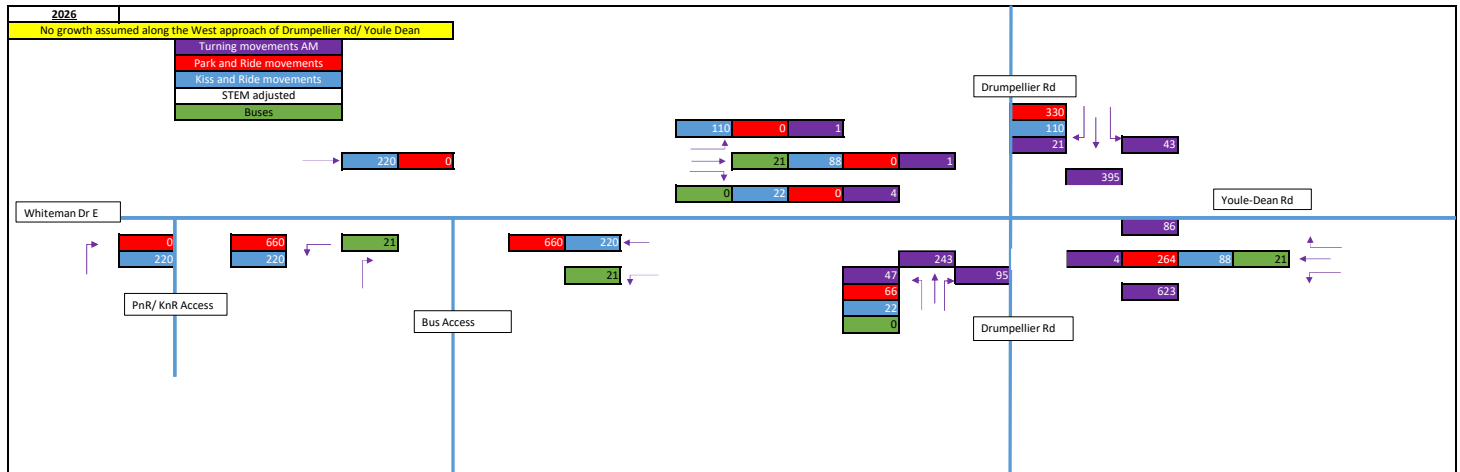 2026
No growth assumed along the West approach of Drumpellier Rd/ Youle Dean
Turning movements AM
Park and Ride movements
Kiss and Ride movements
STEM adjusted
Buses
Drumpellier Rd
330
110 0 1
110
21 43
220 0
21 88 0 1
395
0 22 0 4
Whiteman Dr E
Youle-Dean Rd
86
0 660 21 660 220
220 220
243
4 264 88 21
21
47 95
66
623
PnR/ KnR Access
22
Bus Access
0
Drumpellier Rd